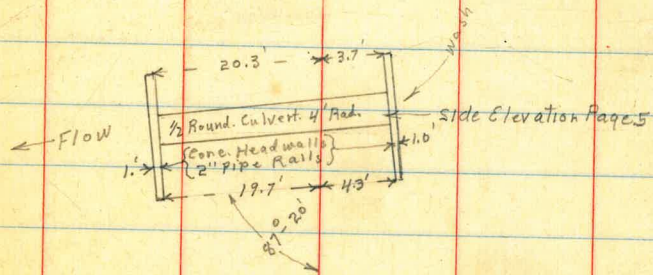 wash
20.3' 3.7'
½ Round. Culvert. 4' Rad.
Side Elevation Page 5
Flow
1.' {Conc. Headwalls} 1.0'
{2" Pipe Rails}
19.7' 4.3'
87°-20'